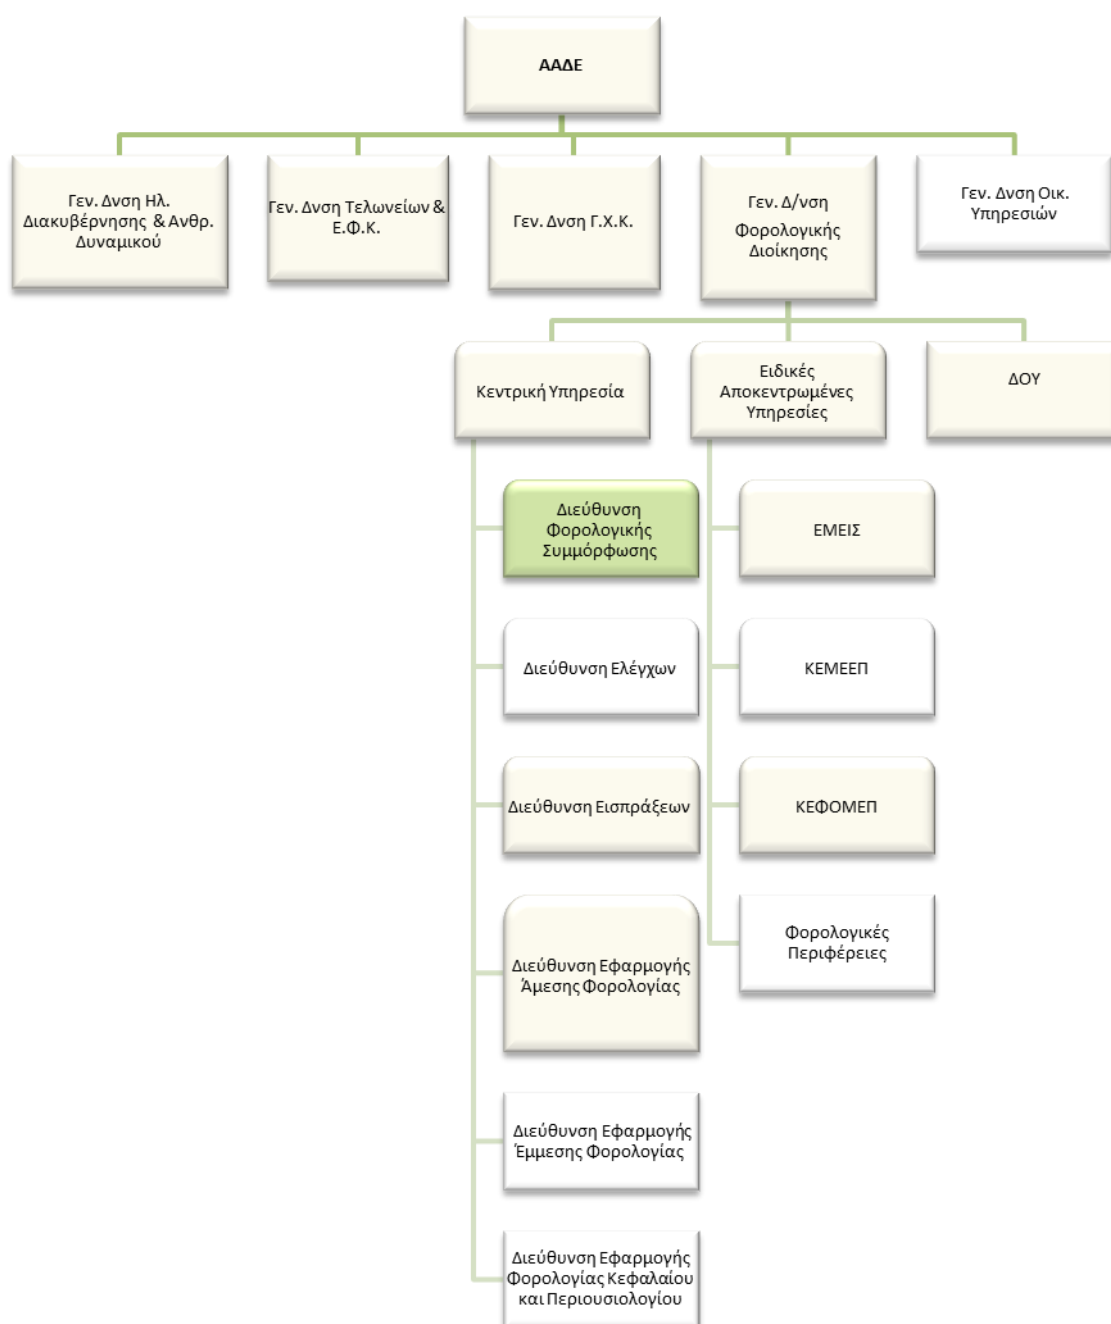 ΑΑΔΕ
Γεν. Δνση Ηλ.
Διακυβέρνησης & Ανθρ.
Δυναμικού
Γεν. Δνση Τελωνείων &
Ε.Φ.Κ.
Γεν. Δνση Γ.Χ.Κ.
Γεν. Δ/νση
Φορολογικής
Διοίκησης
Γεν. Δνση Οικ.
Υπηρεσιών
Κεντρική Υπηρεσία
Ειδικές
Αποκεντρωμένες
Υπηρεσίες
ΔΟΥ
Διεύθυνση
Φορολογικής
Συμμόρφωσης
Διεύθυνση Ελέγχων
Διεύθυνση Εισπράξεων
Διεύθυνση Εφαρμογής
Άμεσης Φορολογίας
Διεύθυνση Εφαρμογής
Έμμεσης Φορολογίας
Διεύθυνση Εφαρμογής
Φορολογίας Κεφαλαίου
και Περιουσιολογίου
ΕΜΕΙΣ
ΚΕΜΕΕΠ
ΚΕΦΟΜΕΠ
Φορολογικές
Περιφέρειες